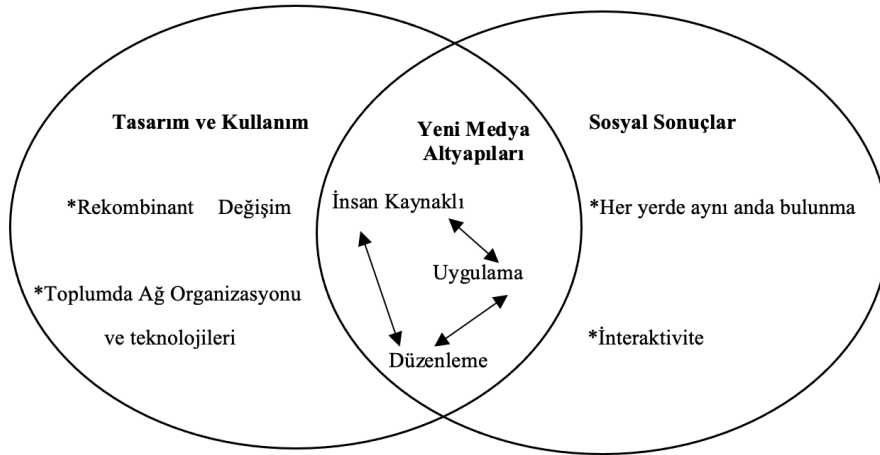 Tasarım ve Kullanım
*Rekombinant Değişim
*Toplumda Ağ Organizasyonu
ve teknolojileri
Yeni Medya
Altyapıları
İnsan Kaynaklı
Uygulama
Düzenleme
Sosyal Sonuçlar
*Her yerde aynı anda bulunma
*İnteraktivite